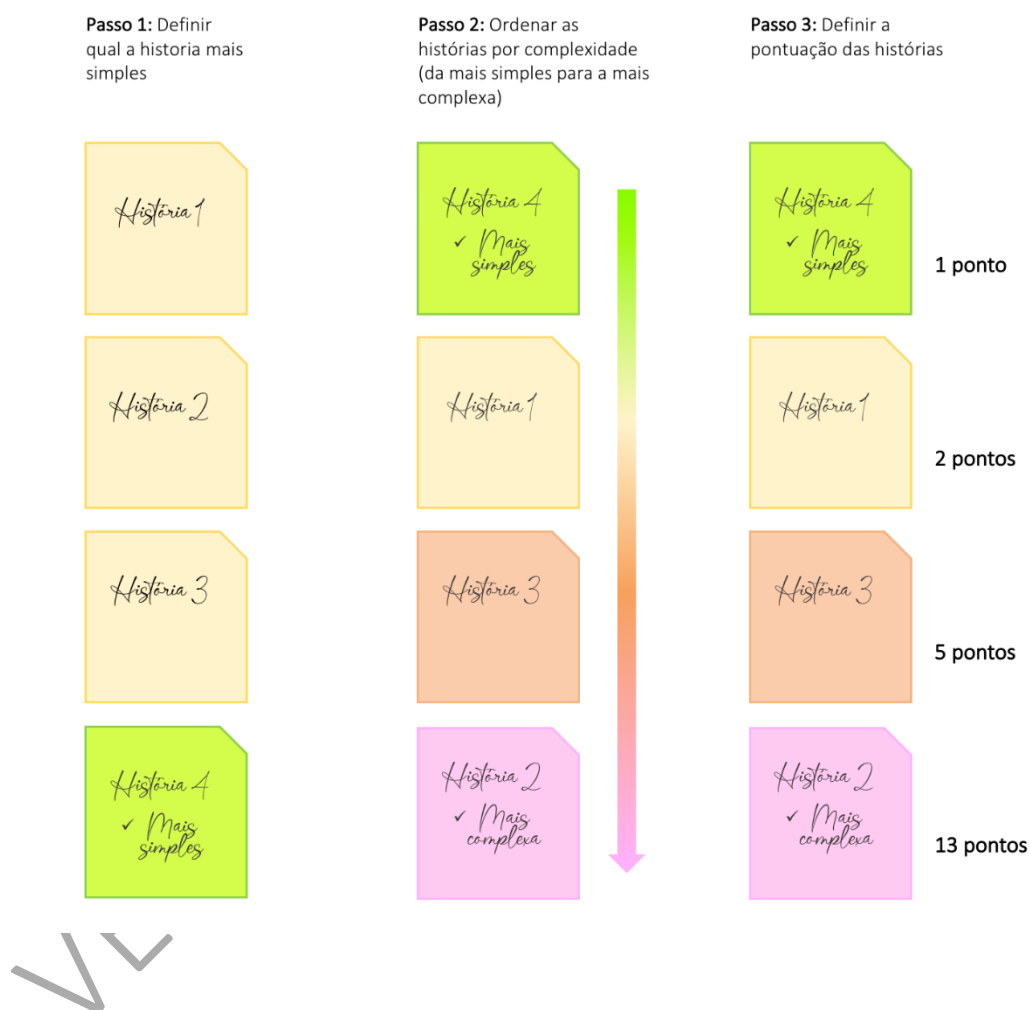 Passo 1: Definir
qual a historia mais
simples
Passo 2: Ordenar as
histórias por complexidade
(da mais simples para a mais
complexa)
Passo 3: Definir a
pontuação das histórias
História 1
História 2
História 3
História 4
✓ Mais
simples
História 4
✓ Mais
simples
História 1
História 3
História 2
✓ Mais
complexa
História 4
✓ Mais
simples
1 ponto
História 1
2 pontos
História 3
5 pontos
História 2
✓ Mais
complexa
13 pontos